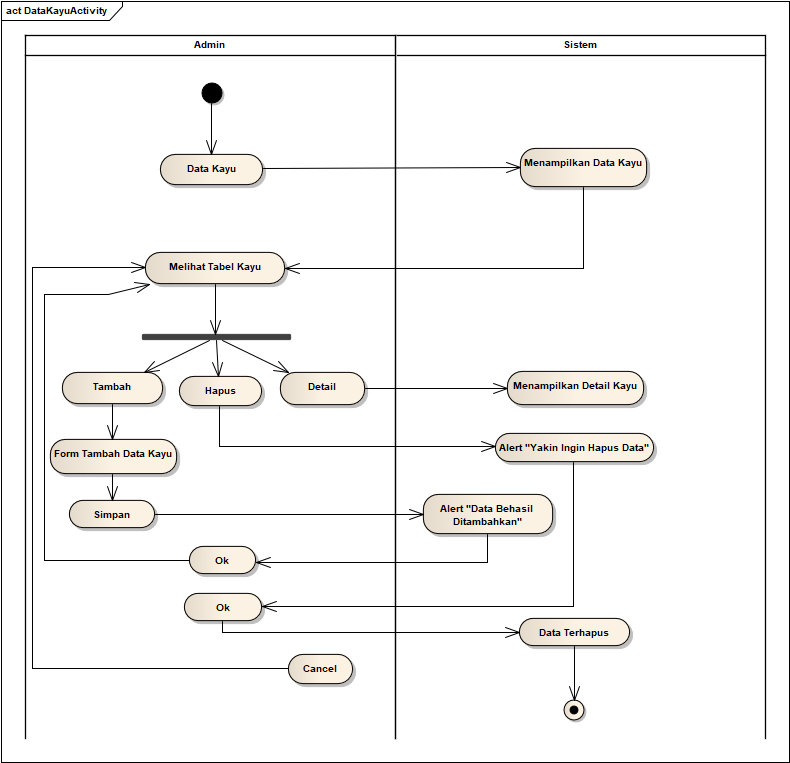 act DataKayuActivity
Admin
Sistem
Data Kayu
Menampilkan Data Kayu
Melihat Tabel Kayu
Tambah
Hapus
Detail
Menampilkan Detail Kayu
Form Tambah Data Kayu
Alert "Yakin Ingin Hapus Data"
Simpan
Alert "Data Behasil
Ditambahkan"
Ok
Ok
Data Terhapus
Cancel